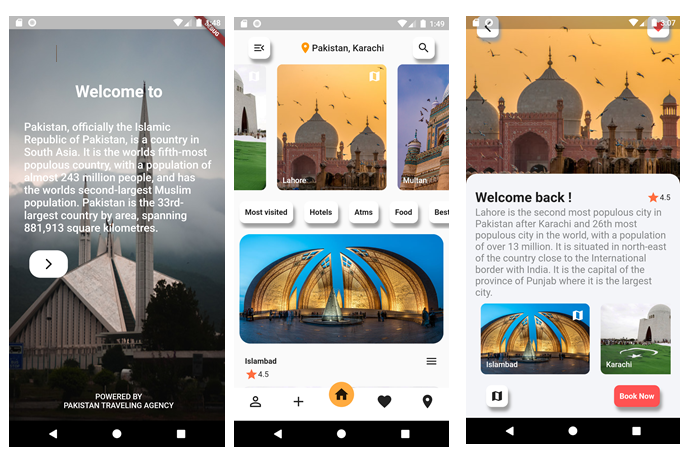 1:48
Welcome to
Pakistan, officially the Islamic
Republic of Pakistan, is a country in
South Asia. It is the worlds fifth-most
populous country, with a population of
almost 243 million people, and has
the worlds second-largest Muslim
population. Pakistan is the 33rd-
largest country by area, spanning
881,913 square kilometres.
POWERED BY
PAKISTAN TRAVELING AGENCY
1:49
Pakistan, Karachi
Lahore
Multan
Most visited
Hotels
Atms
Food
Best
Islambad
4.5
3:07
Welcome back !
4.5
Lahore is the second most populous city in
Pakistan after Karachi and 26th most
populous city in the world, with a population
of over 13 million. It is situated in north-east
of the country close to the International
border with India. It is the capital of the
province of Punjab where it is the largest
city.
Islambad
Karachi
Book Now